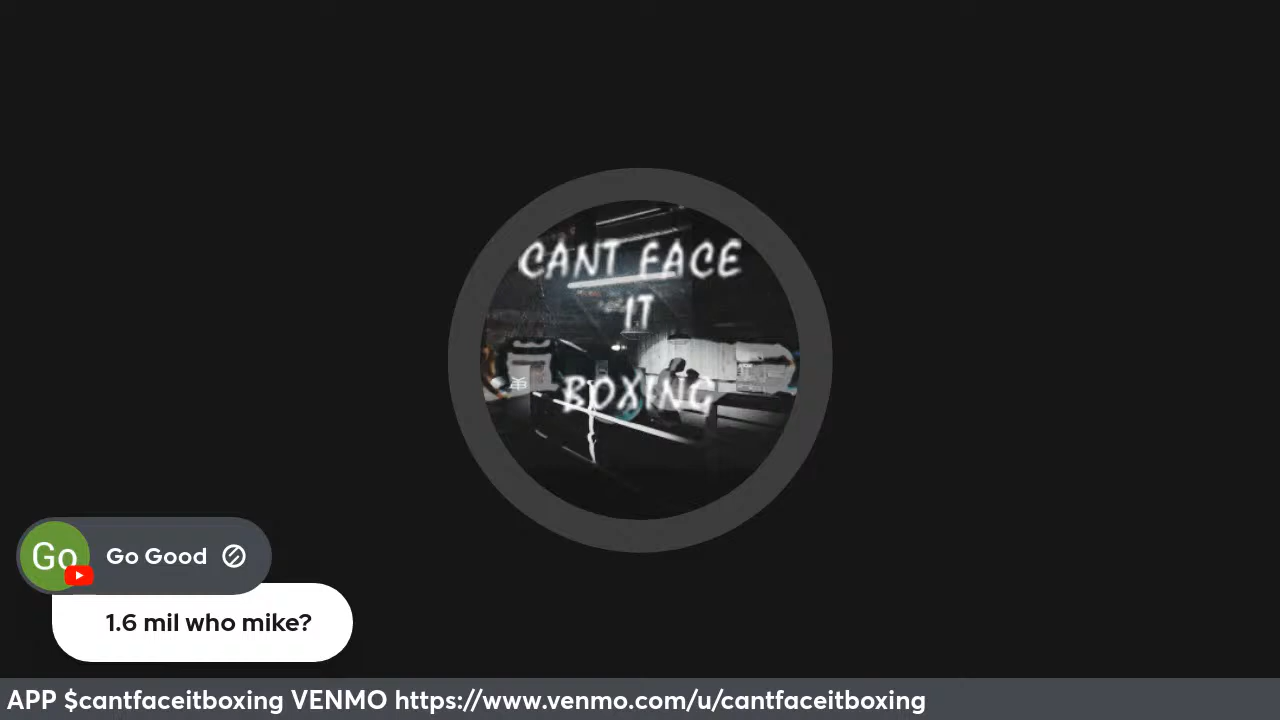 CANT FACE
IT
BOXING
Go Go Good
1.6 mil who mike?
APP $cantfaceitboxing VENMO https://www.venmo.com/u/cantfaceitboxing